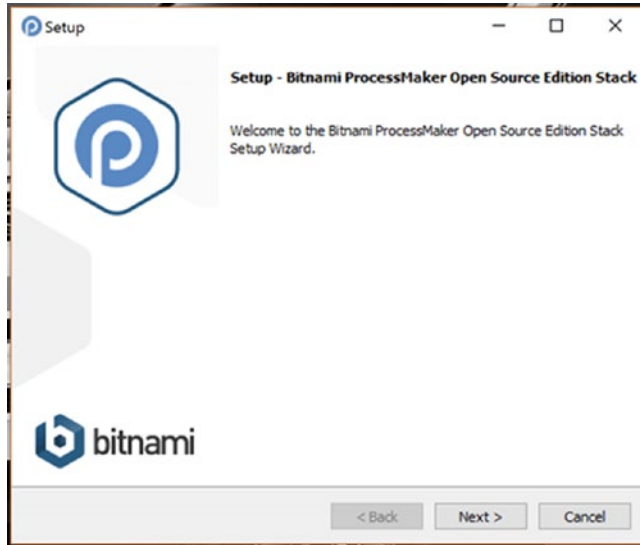 Setup
Setup - Bitnami ProcessMaker Open Source Edition Stack
Welcome to the Bitnami ProcessMaker Open Source Edition Stack
Setup Wizard.
bitnami
< Back
Next >
Cancel